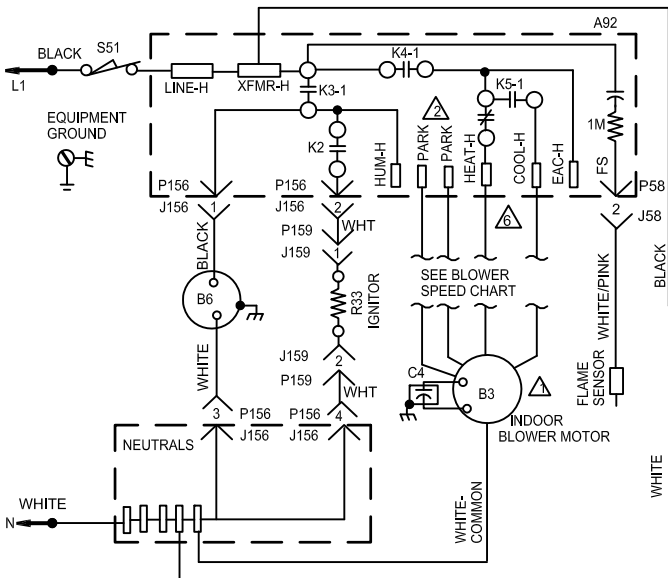 A92
BLACK
S51
K4-1
L1
LINE-H
XFMR-H
K3-1
K5-1
EQUIPMENT
GROUND
K2
2
1M
HUM-H
PARK
PARK
HEAT-H
COOL-H
EAC-H
FS
P156
P156
P58
J156
1
J156
2
6
2
J58
P159
WHT
BLACK
J159
1
SEE BLOWER
SPEED CHART
WHITE/PINK
BLACK
B6
R33
IGNITOR
WHITE
J159
2
C4
P159
WHT
B3
1
FLAME
SENSOR
3
P156
P156
4
INDOOR
BLOWER MOTOR
NEUTRALS
J156
J156
WHITE
WHITE
N
WHITE-
COMMON